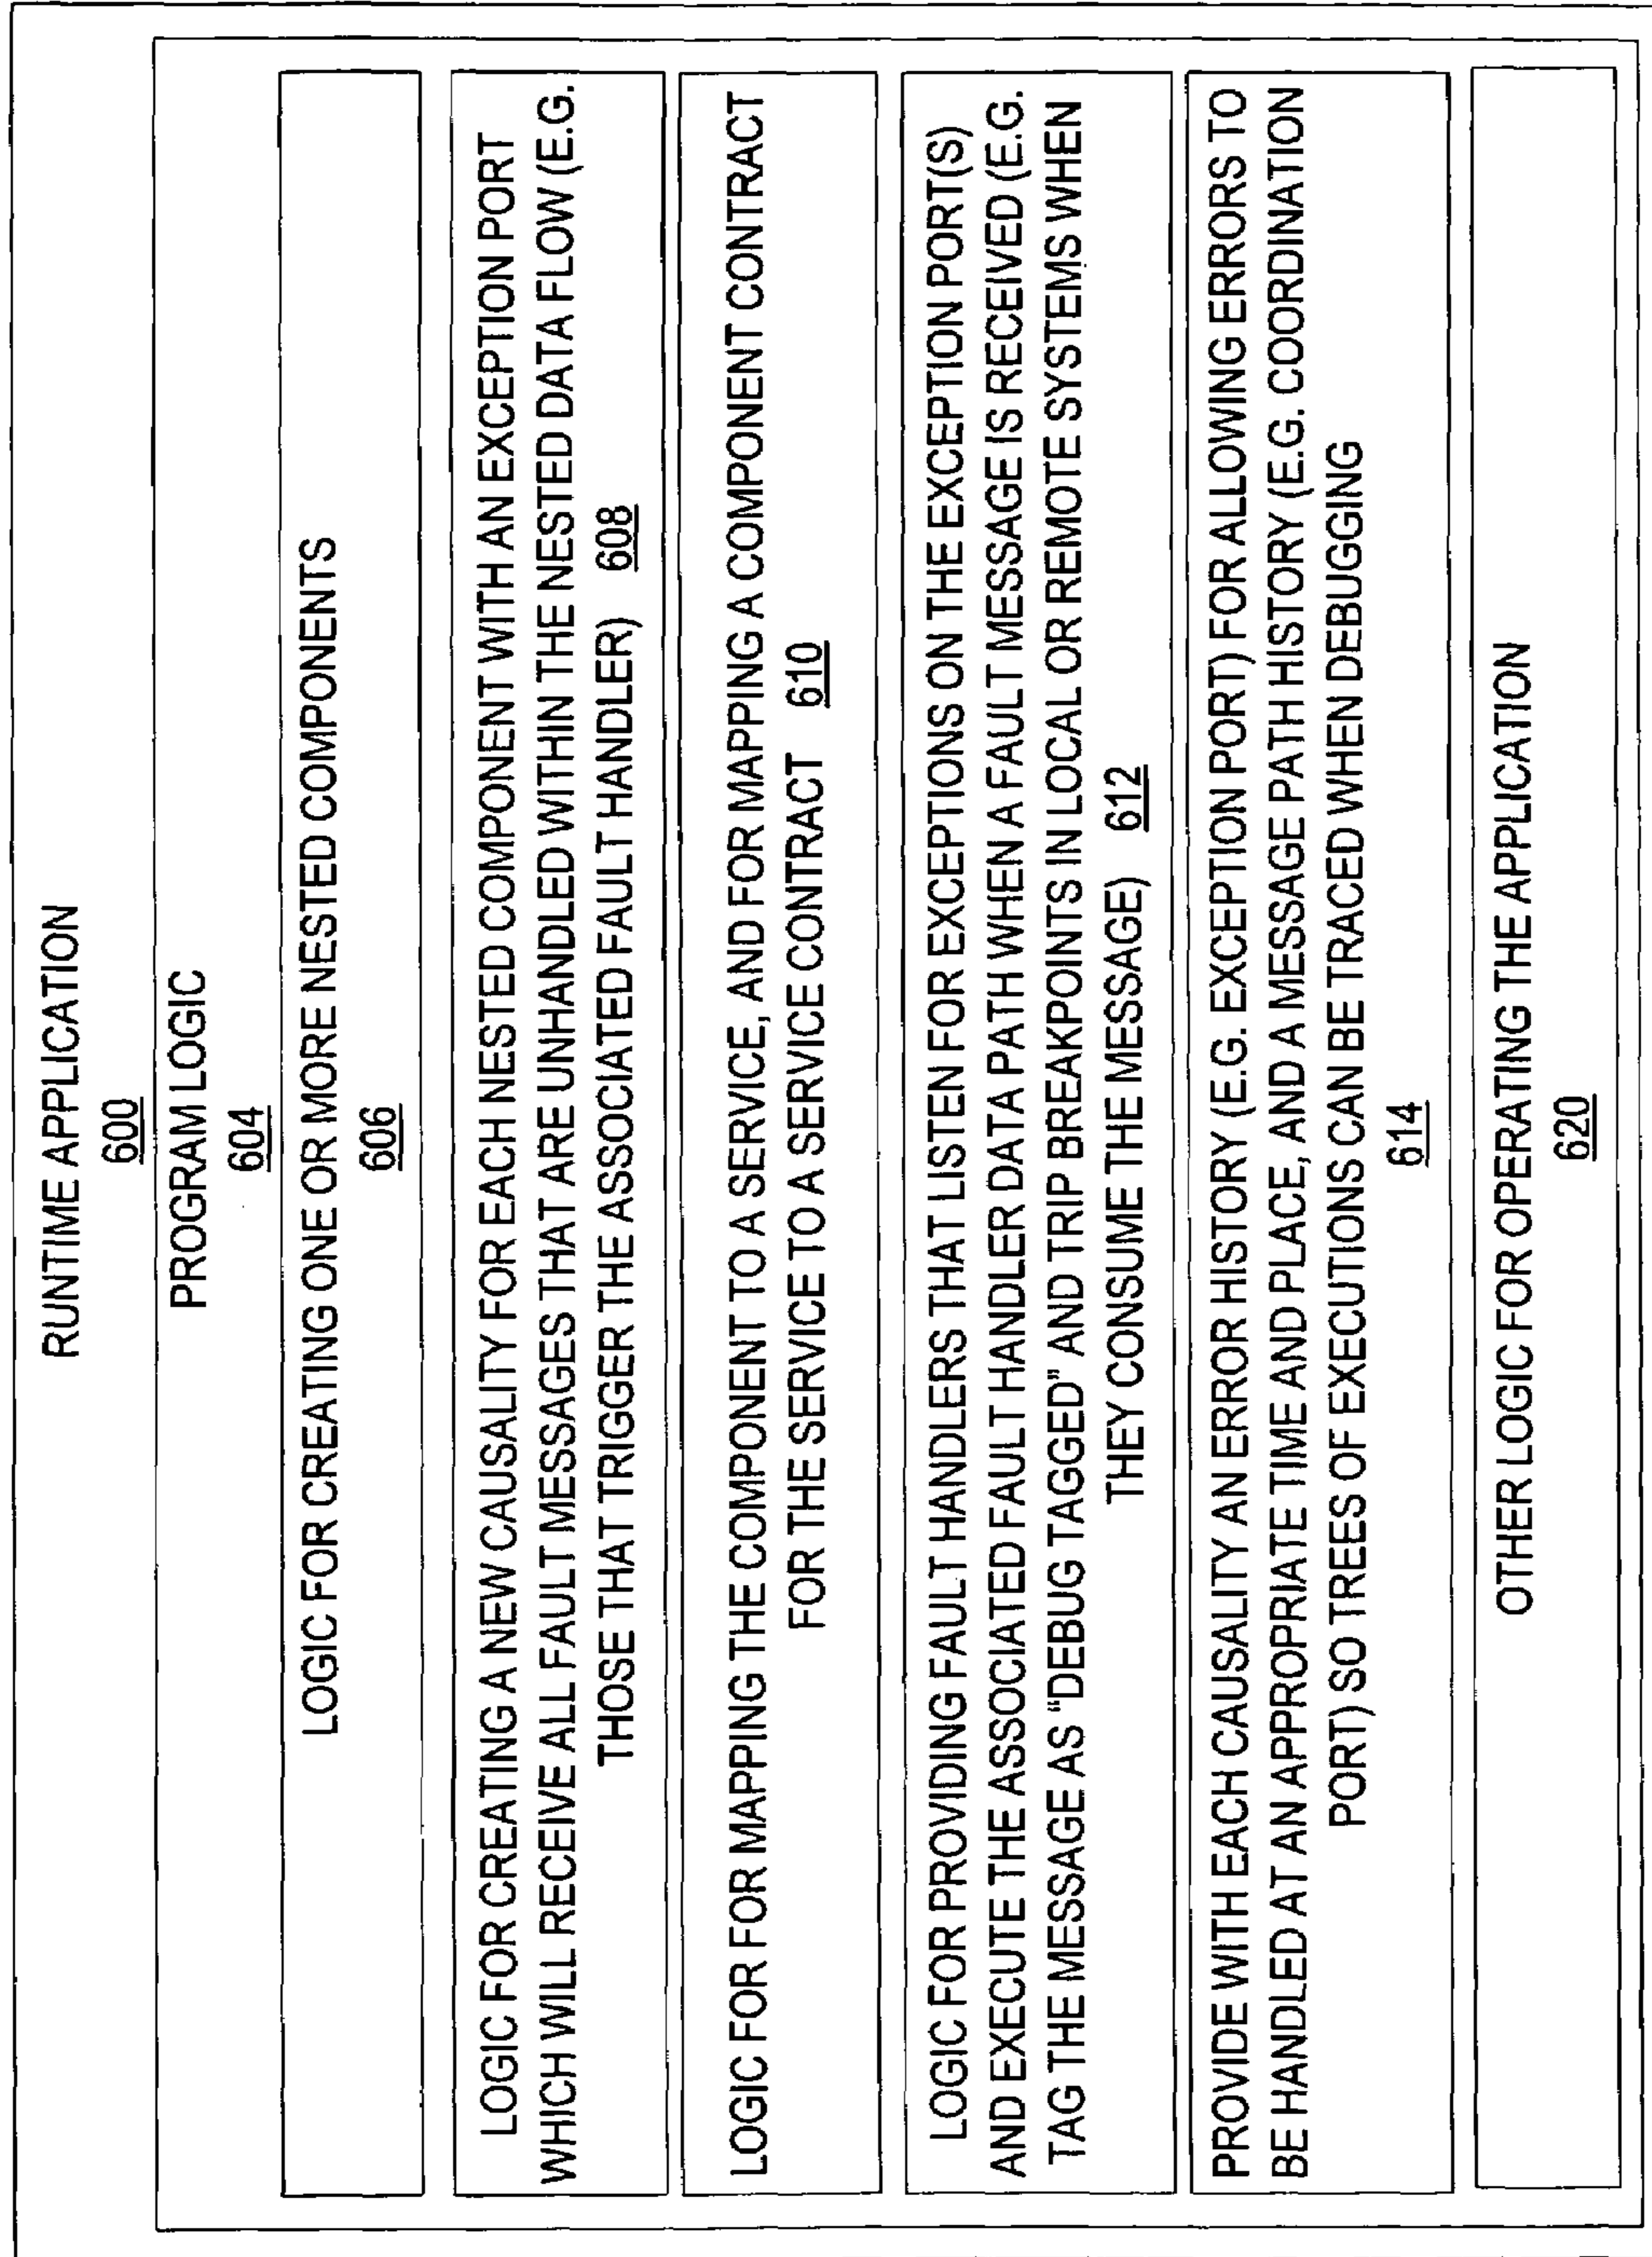 RUNTIME APPLICATION
600
PROGRAM LOGIC
604
LOGIC FOR CREATING ONE OR MORE NESTED COMPONENTS
606
LOGIC FOR CREATING A NEW CAUSALITY FOR EACH NESTED COMPONENT WITH AN EXCEPTION PORT
WHICH WILL RECEIVE ALL FAULT MESSAGES THAT ARE UNHANDLED WITHIN THE NESTED DATA FLOW (E.G.
THOSE THAT TRIGGER THE ASSOCIATED FAULT HANDLER) 608
LOGIC FOR MAPPING THE COMPONENT TO A SERVICE, AND FOR MAPPING A COMPONENT CONTRACT
FOR THE SERVICE TO A SERVICE CONTRACT 610
LOGIC FOR PROVIDING FAULT HANDLERS THAT LISTEN FOR EXCEPTIONS ON THE EXCEPTION PORT(S)
AND EXECUTE THE ASSOCIATED FAULT HANDLER DATA PATH WHEN A FAULT MESSAGE IS RECEIVED (E.G.
TAG THE MESSAGE AS "DEBUG TAGGED" AND TRIP BREAKPOINTS IN LOCAL OR REMOTE SYSTEMS WHEN
THEY CONSUME THE MESSAGE) 612
PROVIDE WITH EACH CAUSALITY AN ERROR HISTORY (E.G. EXCEPTION PORT) FOR ALLOWING ERRORS TO
BE HANDLED AT AN APPROPRIATE TIME AND PLACE, AND A MESSAGE PATH HISTORY (E.G. COORDINATION
PORT) SO TREES OF EXECUTIONS CAN BE TRACED WHEN DEBUGGING
614
OTHER LOGIC FOR OPERATING THE APPLICATION
620